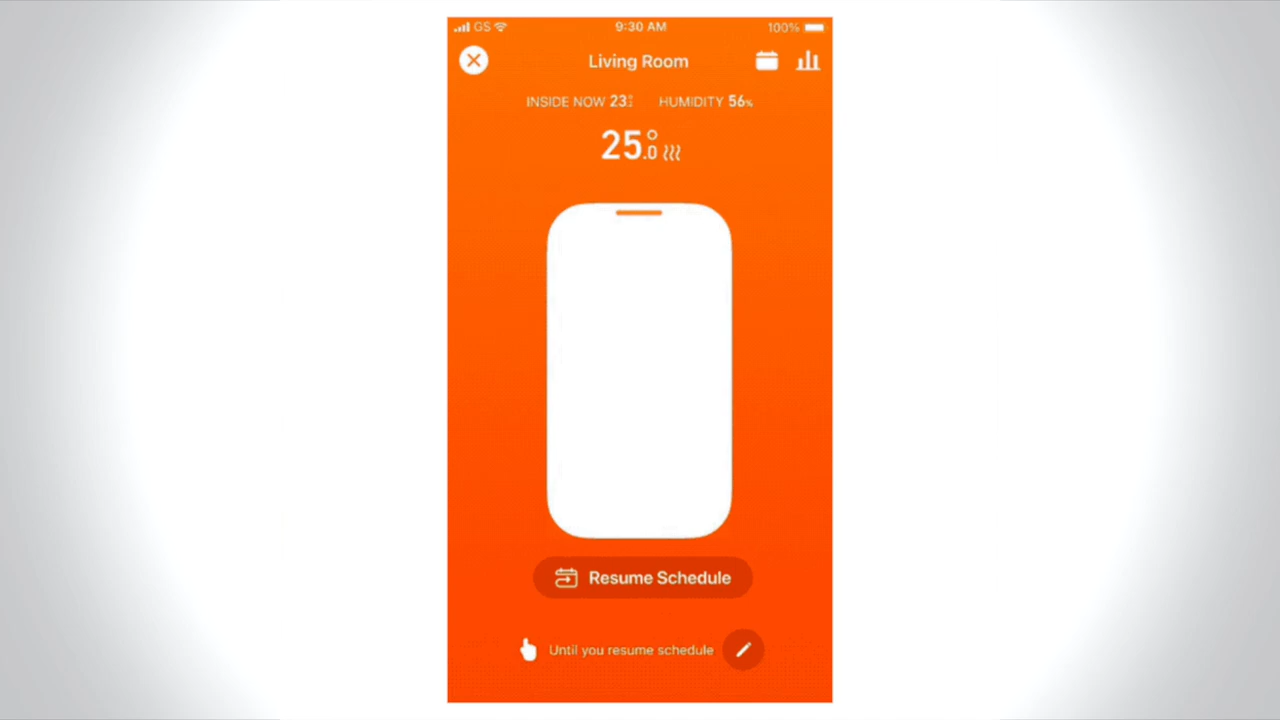 GS 9:30 AM 100%
Living Room
INSIDE NOW 23° HUMIDITY 56%
25.0°
Resume Schedule
Until you resume schedule